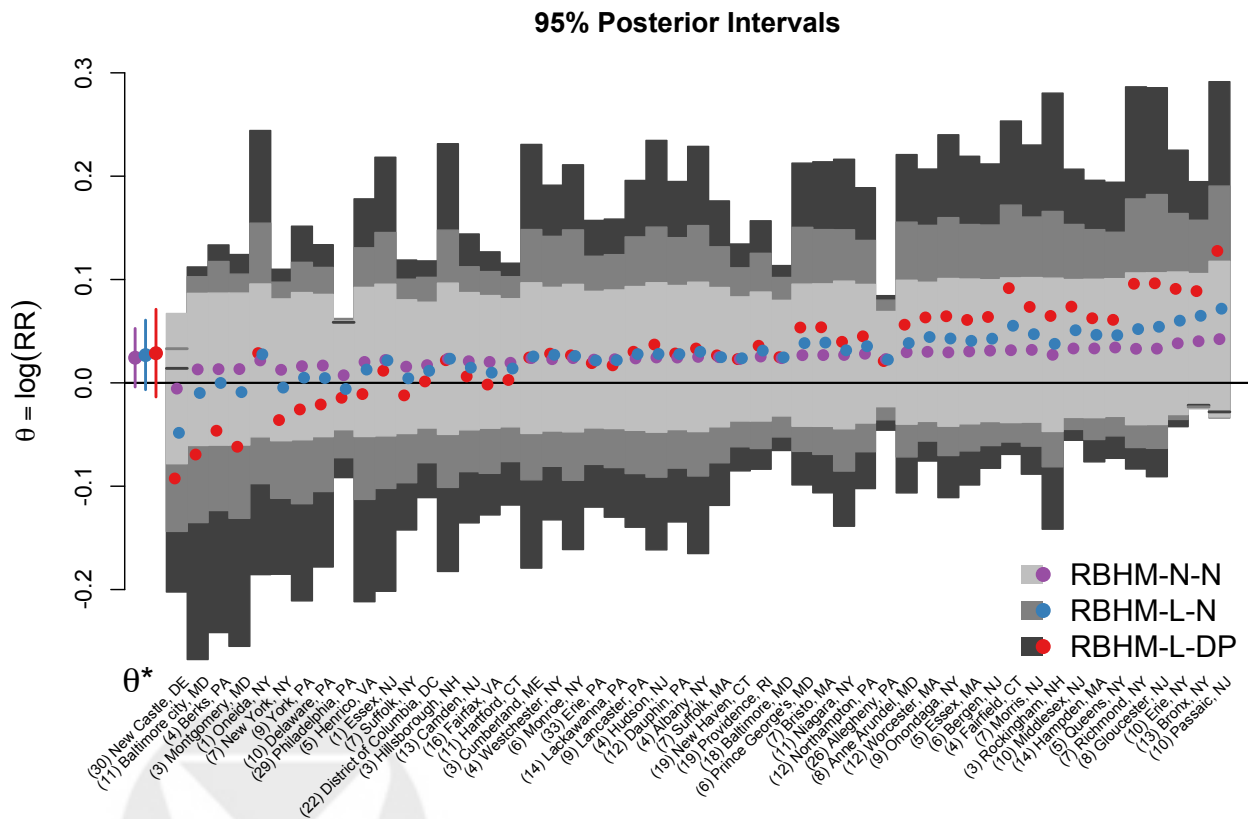 95% Posterior Intervals
θ = log(RR)
0.3
0.2
0.1
0.0
-0.1
-0.2
RBHM-N-N
RBHM-L-N
RBHM-L-DP
θ*
(30) New Castle, DE
(11) Baltimore city, MD
(4) Berks, PA
(3) Montgomery, MD
(1) Oneida, NY
(7) New York, NY
(9) York, PA
(10) Delaware, PA
(29) Philadelphia, PA
(5) Henrico, VA
(1) Essex, NJ
(7) Suffolk, NY
(22) District of Columbia, DC
(3) Hillsborough, NH
(13) Camden, NJ
(16) Fairfax, VA
(11) Hartford, CT
(3) Cumberland, ME
(4) Westchester, NY
(6) Monroe, NY
(33) Erie, PA
(14) Lackawanna, PA
(9) Lancaster, PA
(4) Hudson, NJ
(12) Dauphin, PA
(4) Albany, NY
(7) Suffolk, MA
(19) New Haven, CT
(19) Providence, RI
(18) Baltimore, MD
(6) Prince George's, MD
(7) Bristo, MA
(11) Niagara, NY
(12) Northampton, PA
(26) Allegheny, PA
(8) Anne Arundel, MD
(12) Worcester, MA
(9) Onondaga, NY
(5) Essex, MA
(6) Bergen, NJ
(4) Fairfield, CT
(7) Morris, NJ
(3) Rockingham, NH
(9) Middlesex, NJ
(14) Hampden, MA
(5) Queens, NY
(7) Richmond, NY
(8) Gloucester, NJ
(10) Erie, NY
(13) Bronx, NY
(10) Passaic, NJ